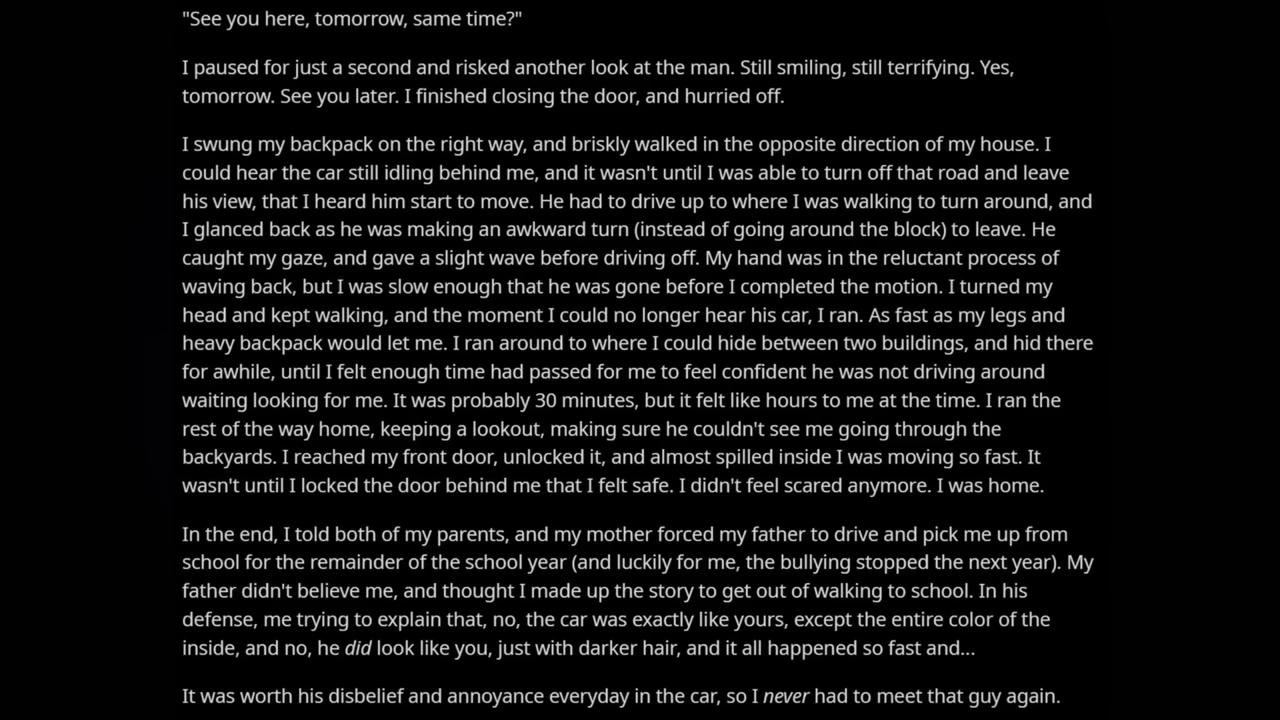 "See you here, tomorrow, same time?"
I paused for just a second and risked another look at the man. Still smiling, still terrifying. Yes,
tomorrow. See you later. I finished closing the door, and hurried off.
I swung my backpack on the right way, and briskly walked in the opposite direction of my house. I
could hear the car still idling behind me, and it wasn't until I was able to turn off that road and leave
his view, that I heard him start to move. He had to drive up to where I was walking to turn around, and
I glanced back as he was making an awkward turn (instead of going around the block) to leave. He
caught my gaze, and gave a slight wave before driving off. My hand was in the reluctant process of
waving back, but I was slow enough that he was gone before I completed the motion. I turned my
head and kept walking, and the moment I could no longer hear his car, I ran. As fast as my legs and
heavy backpack would let me. I ran around to where I could hide between two buildings, and hid there
for awhile, until I felt enough time had passed for me to feel confident he was not driving around
waiting looking for me. It was probably 30 minutes, but it felt like hours to me at the time. I ran the
rest of the way home, keeping a lookout, making sure he couldn't see me going through the
backyards. I reached my front door, unlocked it, and almost spilled inside I was moving so fast. It
wasn't until I locked the door behind me that I felt safe. I didn't feel scared anymore. I was home.
In the end, I told both of my parents, and my mother forced my father to drive and pick me up from
school for the remainder of the school year (and luckily for me, the bullying stopped the next year). My
father didn't believe me, and thought I made up the story to get out of walking to school. In his
defense, me trying to explain that, no, the car was exactly like yours, except the entire color of the
inside, and no, he did look like you, just with darker hair, and it all happened so fast and...
It was worth his disbelief and annoyance everyday in the car, so I never had to meet that guy again.